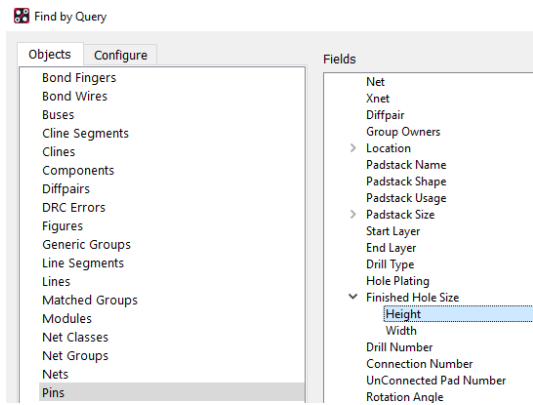 Find by Query
Objects
Configure
Bond Fingers
Bond Wires
Buses
Cline Segments
Clines
Components
Diffpairs
DRC Errors
Figures
Generic Groups
Line Segments
Lines
Matched Groups
Modules
Net Classes
Net Groups
Nets
Pins
Fields
Net
Xnet
Diffpair
Group Owners
Location
Padstack Name
Padstack Shape
Padstack Usage
Padstack Size
Start Layer
End Layer
Drill Type
Hole Plating
Finished Hole Size
Height
Width
Drill Number
Connection Number
UnConnected Pad Number
Rotation Angle